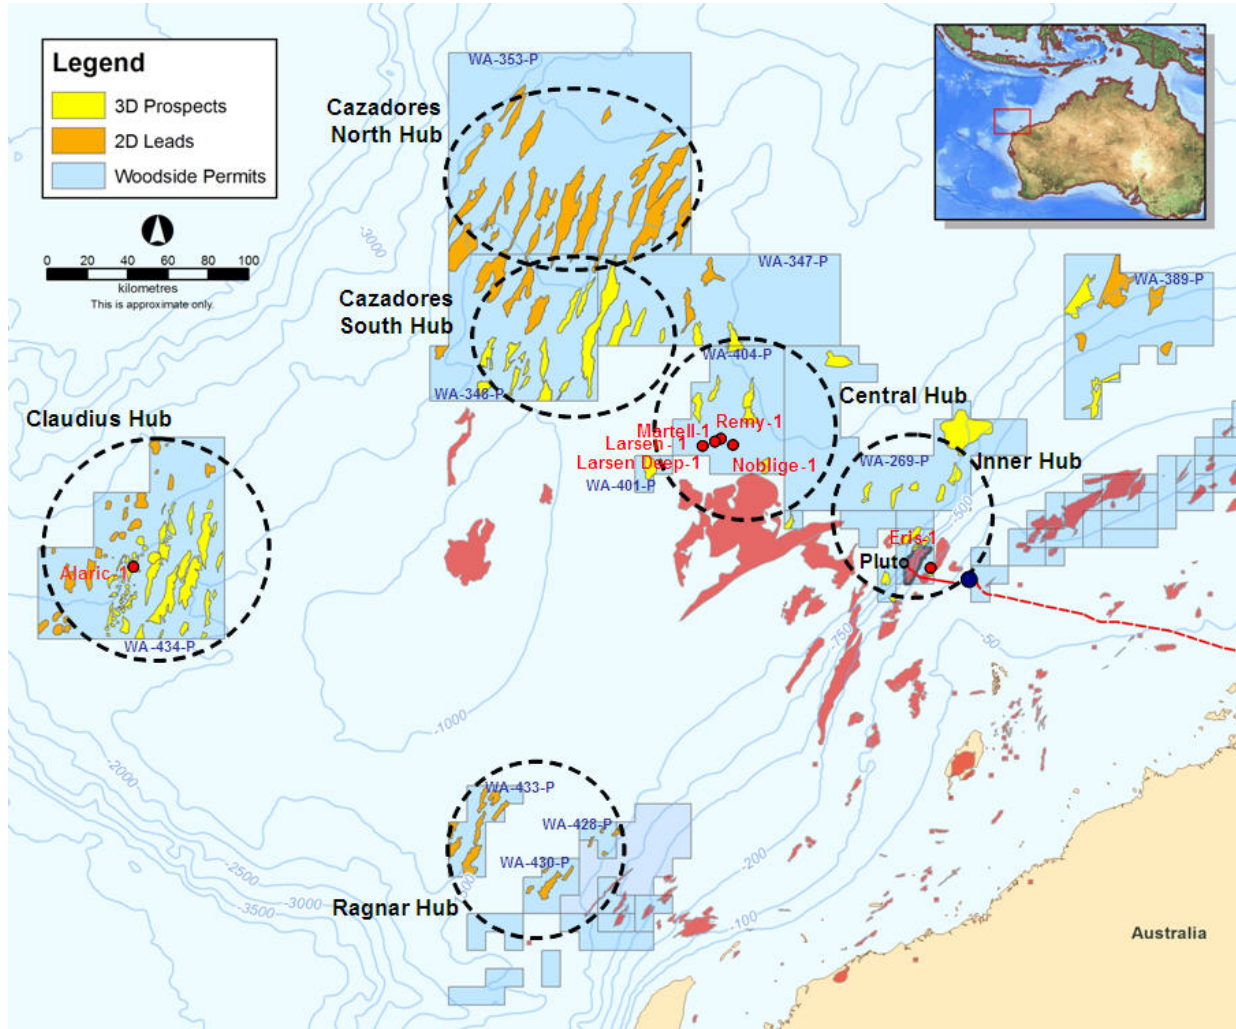 Legend
3D Prospects
2D Leads
Woodside Permits
0 20 40 60 80 100
kilometres
This is approximate only.
WA-353-P
Cazadores
North Hub
-3000
WA-347-P
WA-389-P
Cazadores
South Hub
WA-348-P
WA-404-P
Central Hub
Claudius Hub
Remy-1
Martell-1
Larsen-1
Larsen Deep-1
Noblige-1
WA-401-P
WA-269-P
Inner Hub
-500
Eris-1
Pluto
Alaric-1
WA-434-P
-750
-50
-1000
-2000
WA-433-P
WA-428-P
WA-430-P
-200
-2500
-3000
-3500
-1500
Ragnar Hub
-100
Australia